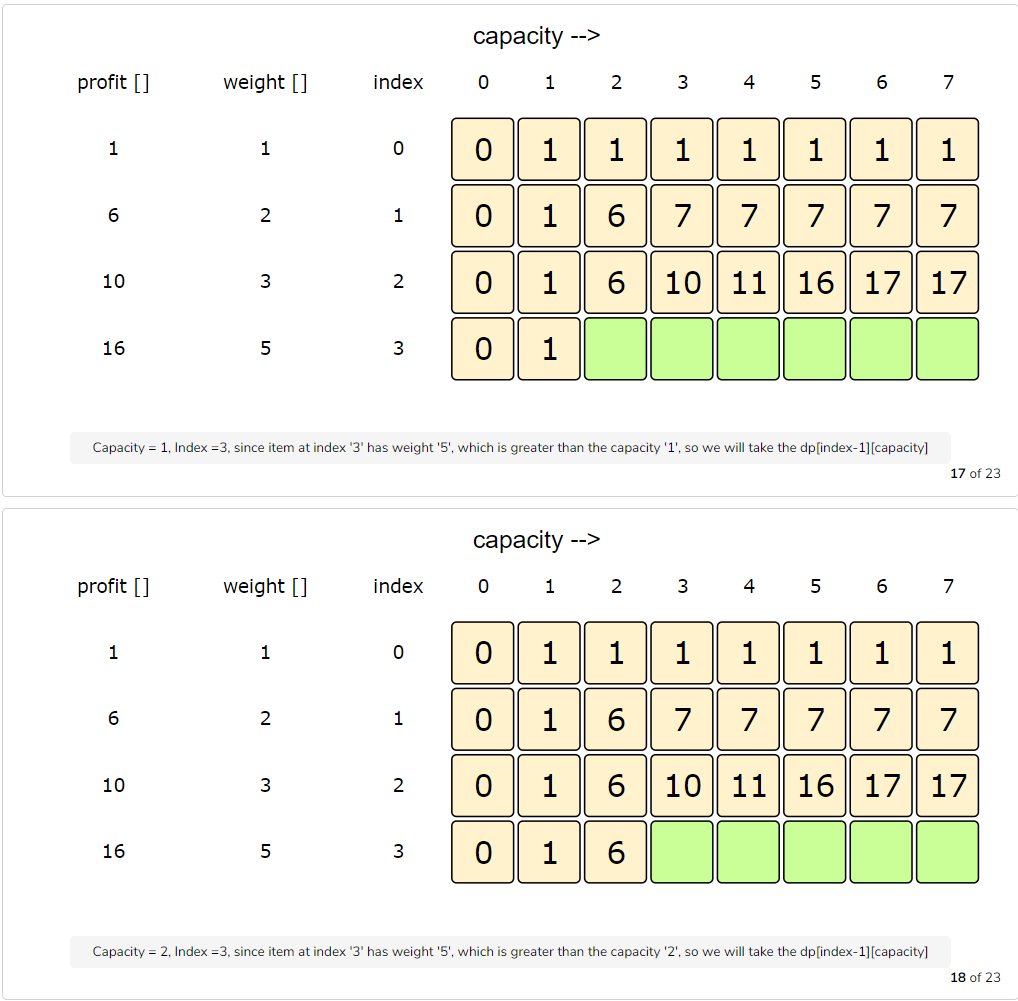 capacity -->
profit [] weight [] index 0 1 2 3 4 5 6 7
1 1 0 0 1 1 1 1 1 1 1
6 2 1 0 1 6 7 7 7 7 7
10 3 2 0 1 6 10 11 16 17 17
16 5 3 0 1
Capacity = 1, Index =3, since item at index '3' has weight '5', which is greater than the capacity '1', so we will take the dp[index-1][capacity]
17 of 23
capacity -->
profit [] weight [] index 0 1 2 3 4 5 6 7
1 1 0 0 1 1 1 1 1 1 1
6 2 1 0 1 6 7 7 7 7 7
10 3 2 0 1 6 10 11 16 17 17
16 5 3 0 1 6
Capacity = 2, Index =3, since item at index '3' has weight '5', which is greater than the capacity '2', so we will take the dp[index-1][capacity]
18 of 23